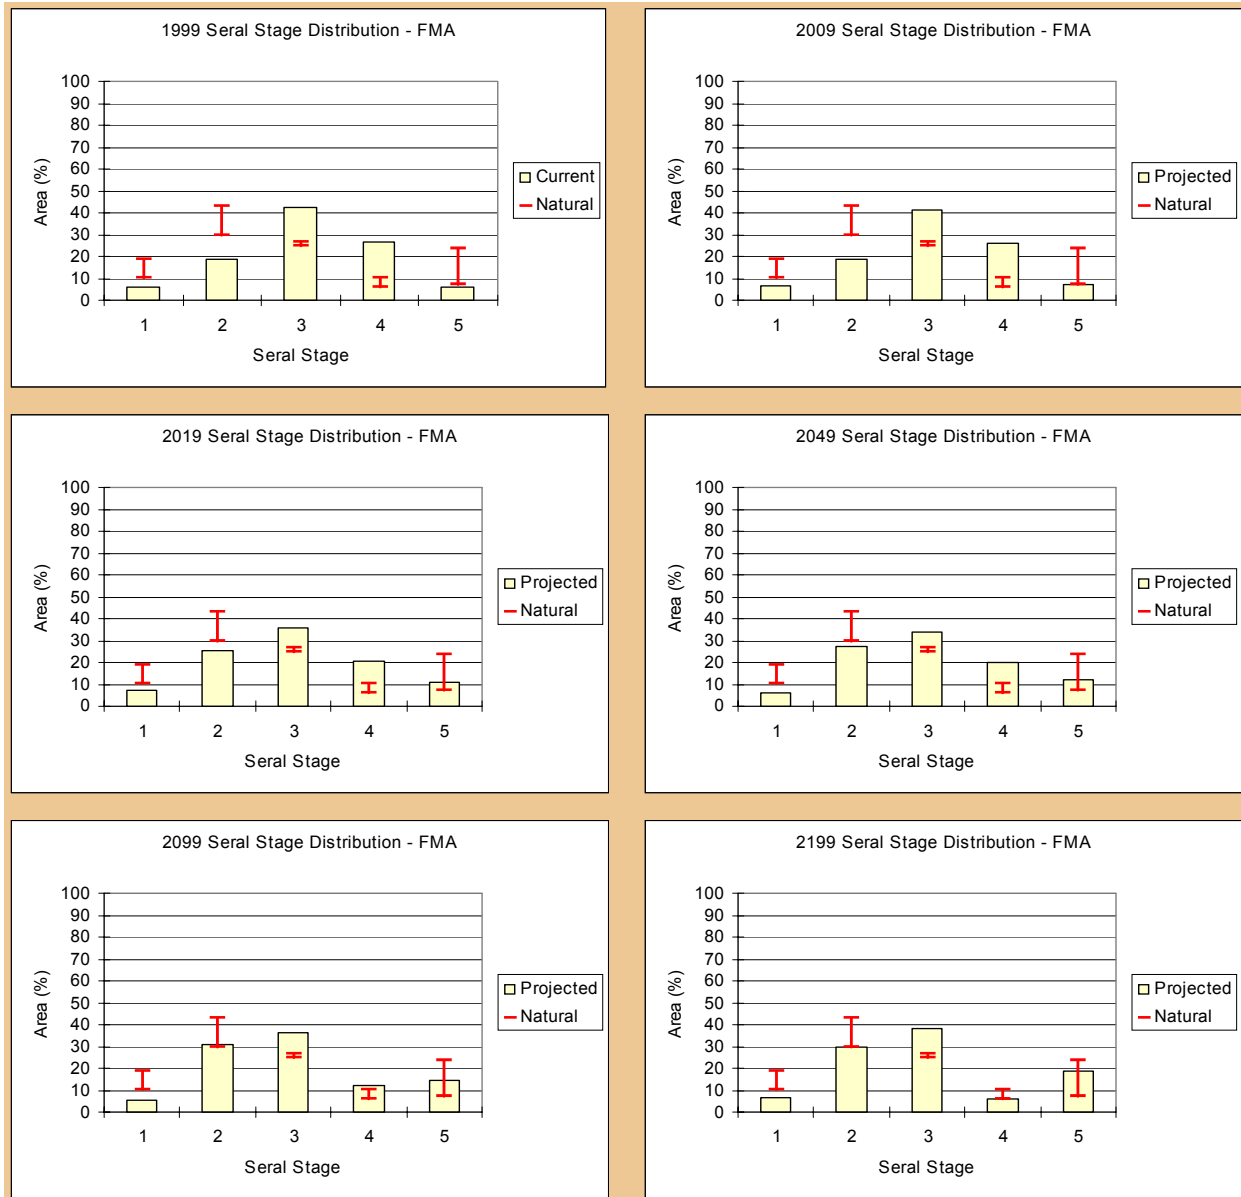 1999 Seral Stage Distribution - FMA
100
90
80
70
60
50
40
30
20
10
0
Area (%)
1 2 3 4 5
Seral Stage
Current
Natural
2009 Seral Stage Distribution - FMA
100
90
80
70
60
50
40
30
20
10
0
Area (%)
1 2 3 4 5
Seral Stage
Projected
Natural
2019 Seral Stage Distribution - FMA
100
90
80
70
60
50
40
30
20
10
0
Area (%)
1 2 3 4 5
Seral Stage
Projected
Natural
2049 Seral Stage Distribution - FMA
100
90
80
70
60
50
40
30
20
10
0
Area (%)
1 2 3 4 5
Seral Stage
Projected
Natural
2099 Seral Stage Distribution - FMA
100
90
80
70
60
50
40
30
20
10
0
Area (%)
1 2 3 4 5
Seral Stage
Projected
Natural
2199 Seral Stage Distribution - FMA
100
90
80
70
60
50
40
30
20
10
0
Area (%)
1 2 3 4 5
Seral Stage
Projected
Natural